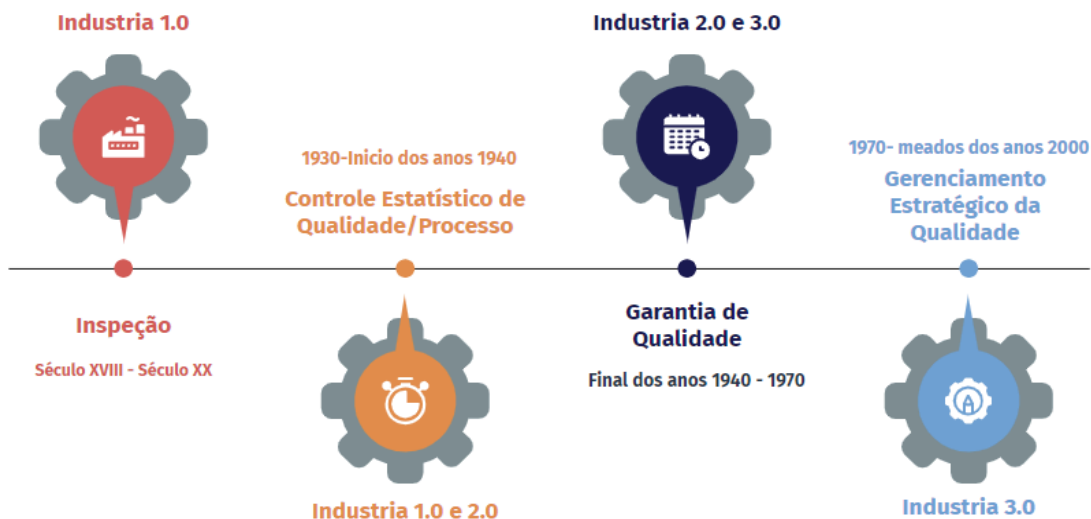 Industria 1.0
Inspeção
Século XVIII - Século XX
1930-Inicio dos anos 1940
Controle Estatístico de
Qualidade/Processo
Industria 1.0 e 2.0
Industria 2.0 e 3.0
Garantia de
Qualidade
Final dos anos 1940 - 1970
1970- meados dos anos 2000
Gerenciamento
Estratégico da
Qualidade
Industria 3.0